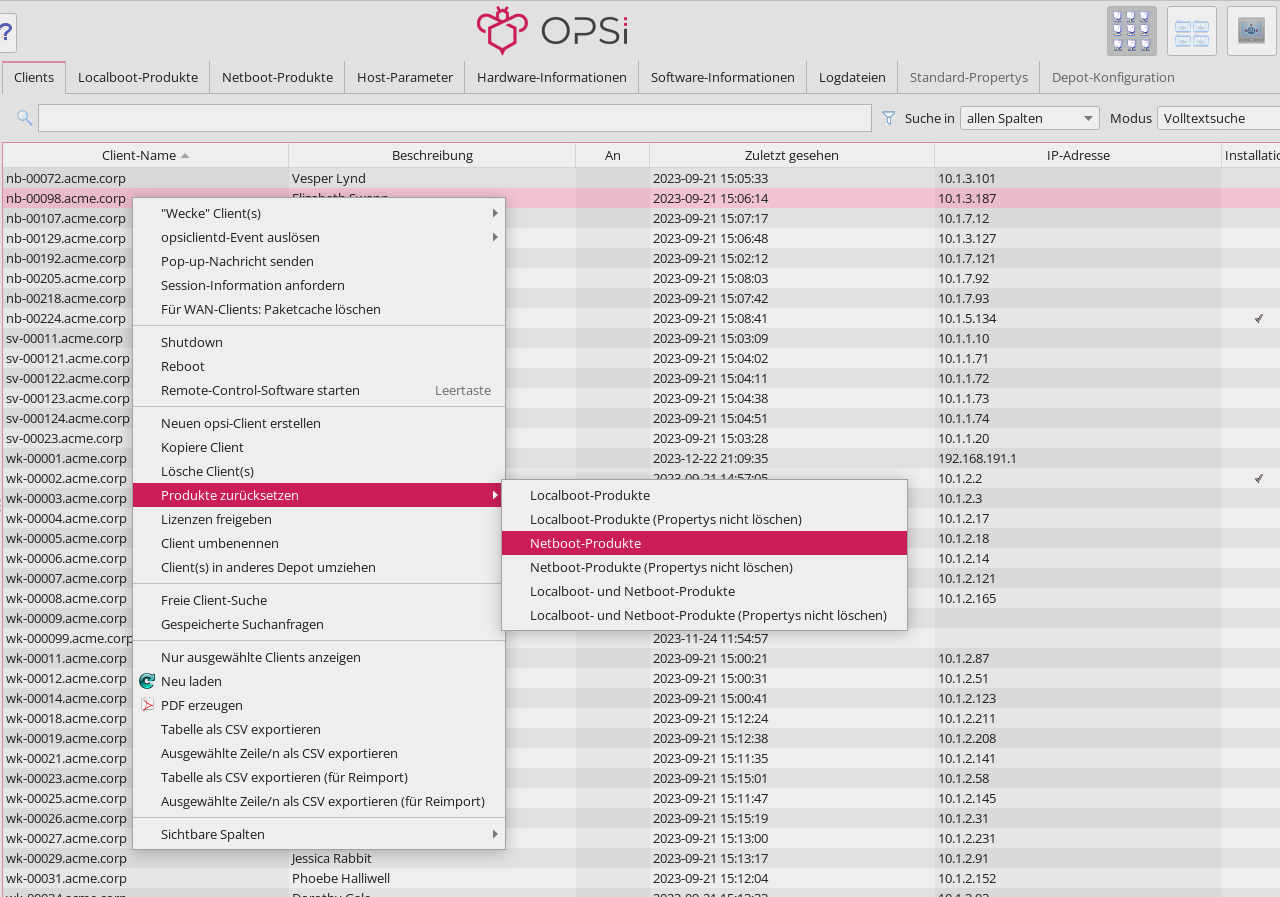 ?
OPSi
Clients Localboot-Produkte Netboot-Produkte Host-Parameter Hardware-Informationen Software-Informationen Logdateien Standard-Propertys Depot-Konfiguration
Suche in allen Spalten Modus Volltextsuche
Client-Name Beschreibung An Zuletzt gesehen IP-Adresse
nb-00072.acme.corp Vesper Lynd 2023-09-21 15:05:33 10.1.3.101
nb-00098.acme.corp Elizabeth Swann 2023-09-21 15:06:14 10.1.3.187
nb-00107.acme.corp 2023-09-21 15:07:17 10.1.7.12
nb-00129.acme.corp 2023-09-21 15:06:48 10.1.3.127
nb-00192.acme.corp 2023-09-21 15:02:12 10.1.7.121
nb-00205.acme.corp 2023-09-21 15:08:03 10.1.7.92
nb-00218.acme.corp 2023-09-21 15:07:42 10.1.7.93
nb-00224.acme.corp 2023-09-21 15:08:41 10.1.5.134
sv-00011.acme.corp 2023-09-21 15:03:09 10.1.1.10
sv-000121.acme.corp 2023-09-21 15:04:02 10.1.1.71
sv-000122.acme.corp 2023-09-21 15:04:11 10.1.1.72
sv-000123.acme.corp 2023-09-21 15:04:38 10.1.1.73
sv-000124.acme.corp 2023-09-21 15:04:51 10.1.1.74
sv-00023.acme.corp 2023-09-21 15:03:28 10.1.1.20
wk-00001.acme.corp 2023-12-22 21:09:35 192.168.191.1
wk-00002.acme.corp 2023-09-21 14:57:05 10.1.2.2
wk-00003.acme.corp 10.1.2.3
wk-00004.acme.corp 10.1.2.17
wk-00005.acme.corp 10.1.2.18
wk-00006.acme.corp 10.1.2.14
wk-00007.acme.corp 10.1.2.121
wk-00008.acme.corp 10.1.2.165
wk-00009.acme.corp
wk-000099.acme.corp 2023-11-24 11:54:57
wk-00011.acme.corp 2023-09-21 15:00:21 10.1.2.87
wk-00012.acme.corp 2023-09-21 15:00:31 10.1.2.51
wk-00014.acme.corp 2023-09-21 15:00:41 10.1.2.123
wk-00018.acme.corp 2023-09-21 15:12:24 10.1.2.211
wk-00019.acme.corp 2023-09-21 15:12:38 10.1.2.208
wk-00021.acme.corp 2023-09-21 15:11:35 10.1.2.141
wk-00023.acme.corp 2023-09-21 15:15:01 10.1.2.58
wk-00025.acme.corp 2023-09-21 15:11:47 10.1.2.145
wk-00026.acme.corp 2023-09-21 15:15:19 10.1.2.31
wk-00027.acme.corp 2023-09-21 15:13:00 10.1.2.231
wk-00029.acme.corp Jessica Rabbit 2023-09-21 15:13:17 10.1.2.91
wk-00031.acme.corp Phoebe Halliwell 2023-09-21 15:12:04 10.1.2.152
"Wecke" Client(s)
opsiclientd-Event auslösen
Pop-up-Nachricht senden
Session-Information anfordern
Für WAN-Clients: Paketcache löschen
Shutdown
Reboot
Remote-Control-Software starten Leertaste
Neuen opsi-Client erstellen
Kopiere Client
Lösche Client(s)
Produkte zurücksetzen
Lizenzen freigeben
Client umbenennen
Client(s) in anderes Depot umziehen
Freie Client-Suche
Gespeicherte Suchanfragen
Nur ausgewählte Clients anzeigen
Neu laden
PDF erzeugen
Tabelle als CSV exportieren
Ausgewählte Zeile/n als CSV exportieren
Tabelle als CSV exportieren (für Reimport)
Ausgewählte Zeile/n als CSV exportieren (für Reimport)
Sichtbare Spalten
Localboot-Produkte
Localboot-Produkte (Propertys nicht löschen)
Netboot-Produkte
Netboot-Produkte (Propertys nicht löschen)
Localboot- und Netboot-Produkte
Localboot- und Netboot-Produkte (Propertys nicht löschen)